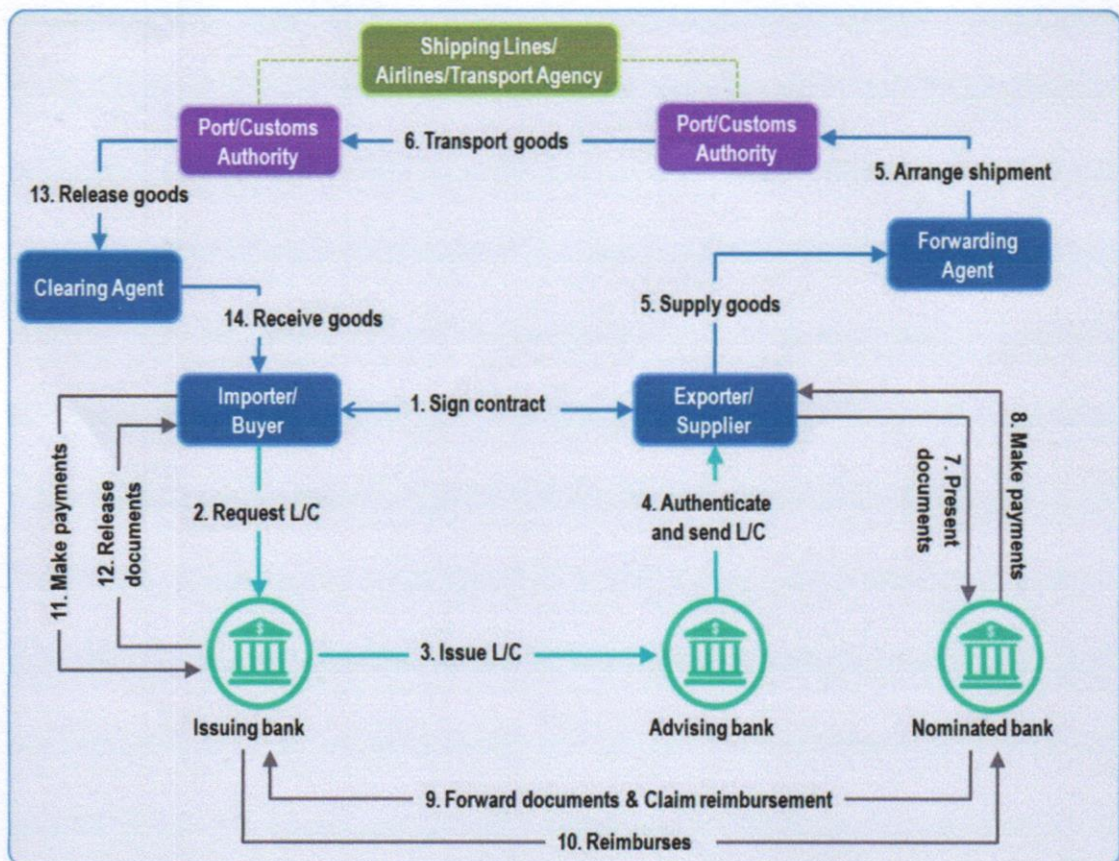 Shipping Lines/
Airlines/Transport Agency
Port/Customs
Authority
6. Transport goods
Port/Customs
Authority
13. Release goods
5. Arrange shipment
Clearing Agent
Forwarding
Agent
14. Receive goods
5. Supply goods
Importer/
Buyer
1. Sign contract
Exporter/
Supplier
11. Make payments
12. Release
documents
2. Request L/C
4. Authenticate
and send L/C
7. Present
documents
8. Make payments
$
$
$
3. Issue L/C
Issuing bank
Advising bank
Nominated bank
9. Forward documents & Claim reimbursement
10. Reimburses